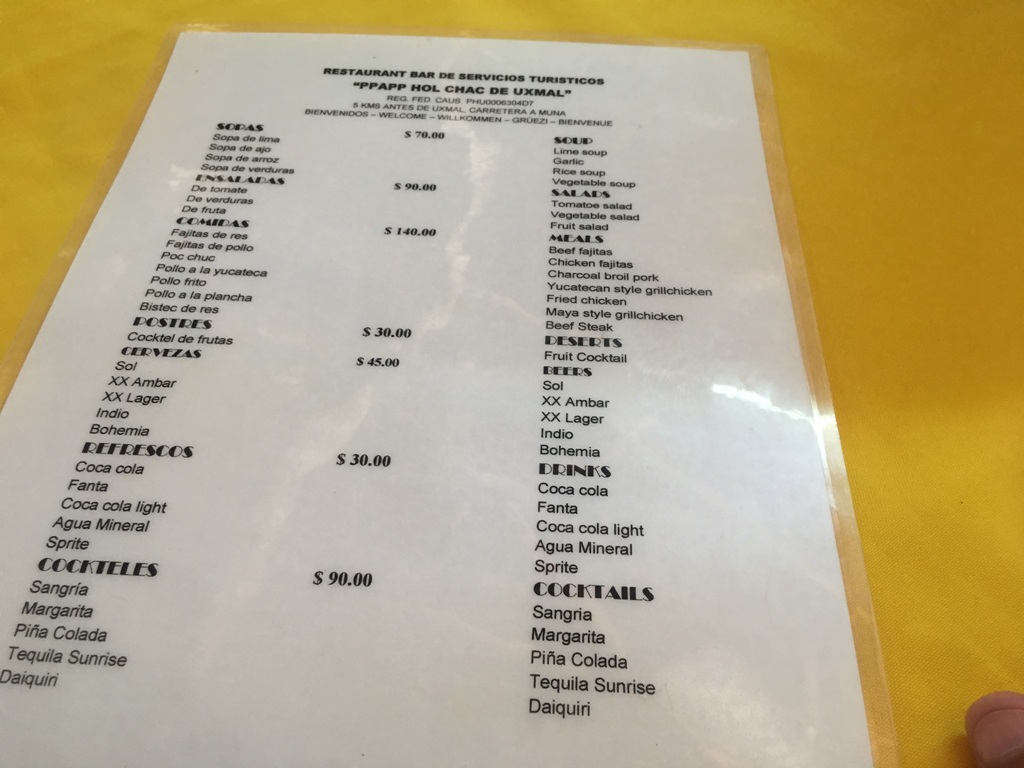 RESTAURANT BAR DE SERVICIOS TURISTICOS
"PPAPP HOL CHAC DE UXMAL"
REG. FED. CAUS. PHU0006304D7
5 KMS ANTES DE UXMAL, CARRETERA A MUNA
BIENVENIDOS – WELCOME – WILLKOMMEN – GRÜEZI – BIENVENUE
SOPAS $ 70.00
Sopa de lima
Sopa de ajo
Sopa de arroz
Sopa de verduras
ENSALADAS $ 90.00
De tomate
De verduras
De fruta
COMIDAS $ 140.00
Fajitas de res
Fajitas de pollo
Poc chuc
Pollo a la yucateca
Pollo frito
Pollo a la plancha
Bistec de res
POSTRES $ 30.00
Cocktel de frutas
CERVEZAS $ 45.00
Sol
XX Ambar
XX Lager
Indio
Bohemia
REFRESCOS $ 30.00
Coca cola
Fanta
Coca cola light
Agua Mineral
Sprite
COCKTELES $ 90.00
Sangría
Margarita
Piña Colada
Tequila Sunrise
Daiquiri
SOUP
Lime soup
Garlic
Rice soup
Vegetable soup
SALADS
Tomatoe salad
Vegetable salad
Fruit salad
MEALS
Beef fajitas
Chicken fajitas
Charcoal broil pork
Yucatecan style grillchicken
Fried chicken
Maya style grillchicken
Beef Steak
DESERTS
Fruit Cocktail
BEERS
Sol
XX Ambar
XX Lager
Indio
Bohemia
DRINKS
Coca cola
Fanta
Coca cola light
Agua Mineral
Sprite
COCKTAILS
Sangria
Margarita
Piña Colada
Tequila Sunrise
Daiquiri